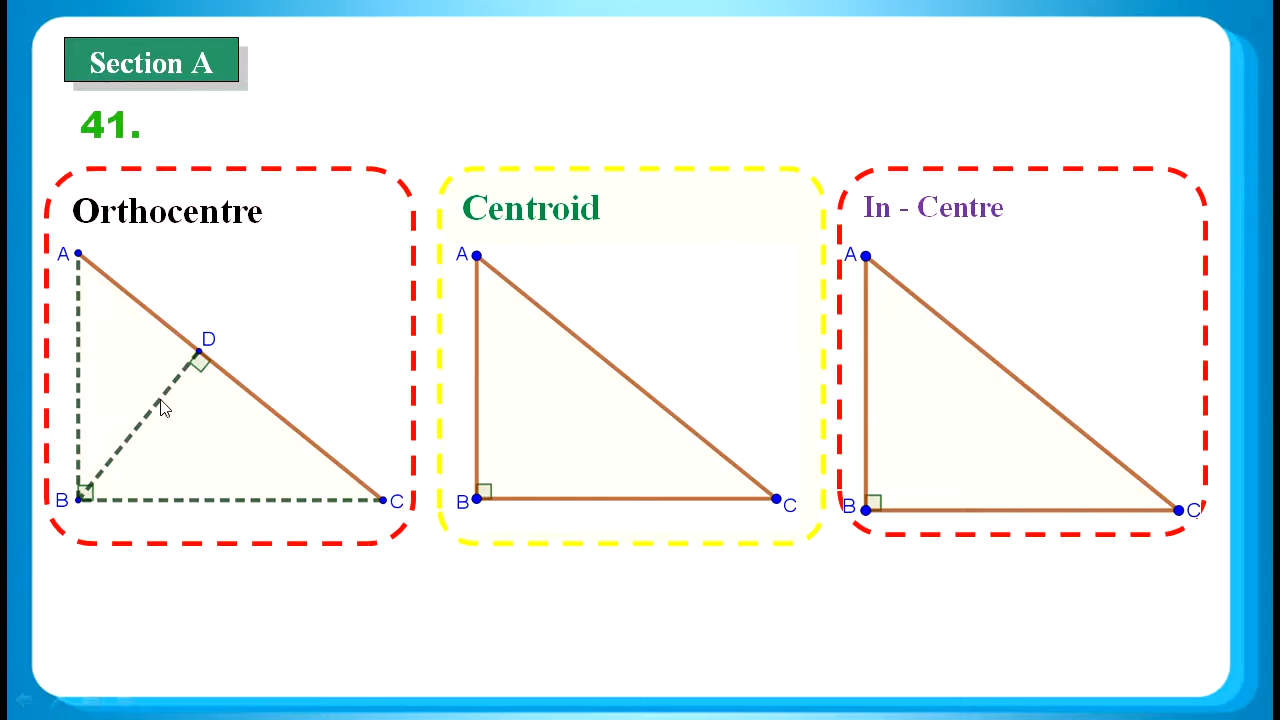 Section A
41.
Orthocentre
A
D
B
C
Centroid
A
B
C
In - Centre
A
B
C